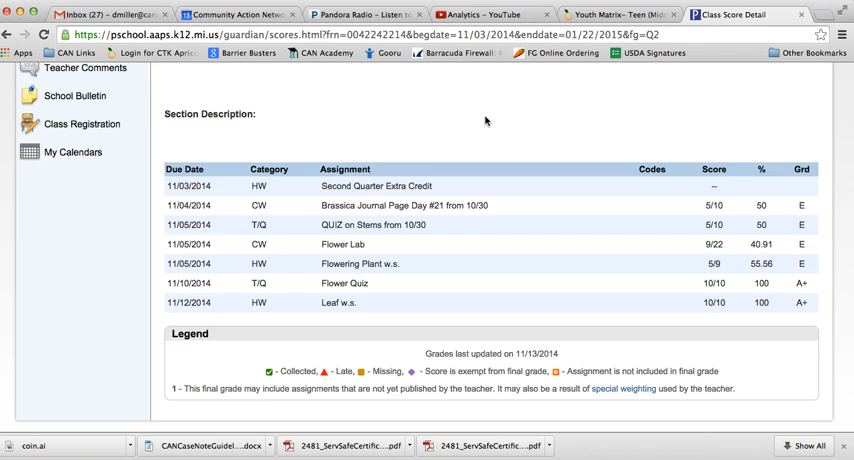 Inbox (27) - dmiller@can
Community Action Network
Pandora Radio - Listen to
Analytics - YouTube
Youth Matrix- Teen (Midd
Class Score Detail
https://pschool.aaps.k12.mi.us/guardian/scores.html?frn=0042242214&begdate=11/03/2014&enddate=01/22/2015&fg=Q2
Apps CAN Links Login for CTK Apric Barrier Busters CAN Academy Gooru Barracuda Firewall: FG Online Ordering USDA Signatures Other Bookmarks
Teacher Comments
School Bulletin
Class Registration
My Calendars
Section Description:
Due Date Category Assignment Codes Score % Grd
11/03/2014 HW Second Quarter Extra Credit --
11/04/2014 CW Brassica Journal Page Day #21 from 10/30 5/10 50 E
11/05/2014 T/Q QUIZ on Stems from 10/30 5/10 50 E
11/05/2014 CW Flower Lab 9/22 40.91 E
11/05/2014 HW Flowering Plant w.s. 5/9 55.56 E
11/10/2014 T/Q Flower Quiz 10/10 100 A+
11/12/2014 HW Leaf w.s. 10/10 100 A+
Legend
Grades last updated on 11/13/2014
- Collected, - Late, - Missing, - Score is exempt from final grade, - Assignment is not included in final grade
1 - This final grade may include assignments that are not yet published by the teacher. It may also be a result of special weighting used by the teacher.
coin.ai
CANCaseNoteGuidel....docx
2481_ServSafeCertific....pdf
2481_ServSafeCertific....pdf
Show All